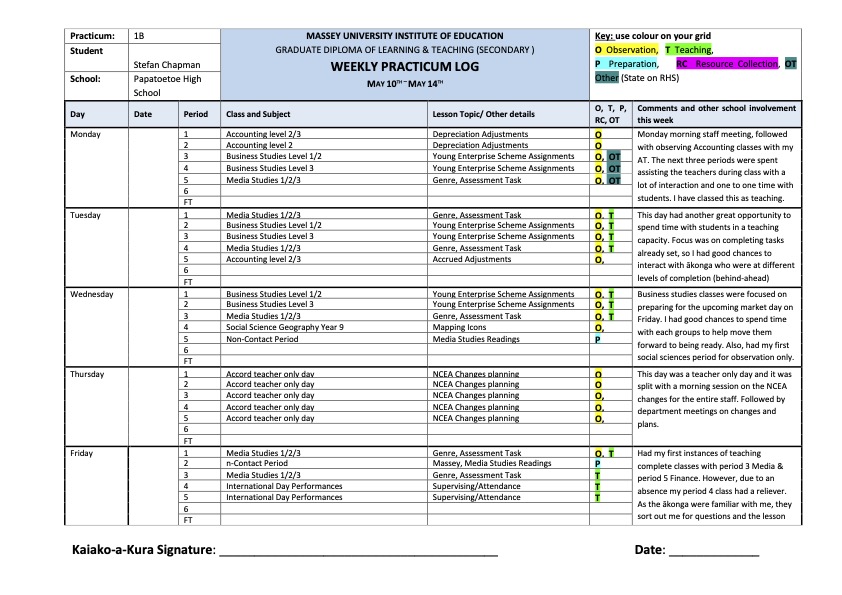 Practicum: 1B
MASSEY UNIVERSITY INSTITUTE OF EDUCATION
Key: use colour on your grid
Student
Stefan Chapman
GRADUATE DIPLOMA OF LEARNING & TEACHING (SECONDARY )
O Observation, T Teaching,
WEEKLY PRACTICUM LOG
P Preparation, RC Resource Collection, OT
Other (State on RHS)
School: Papatoetoe High School
MAY 10TH – MAY 14TH
Day Date Period Class and Subject Lesson Topic/ Other details O, T, P, RC, OT Comments and other school involvement this week
Monday
1 Accounting level 2/3 Depreciation Adjustments O
2 Accounting level 2 Depreciation Adjustments O
3 Business Studies Level 1/2 Young Enterprise Scheme Assignments O, OT
4 Business Studies Level 3 Young Enterprise Scheme Assignments O, OT
5 Media Studies 1/2/3 Genre, Assessment Task O, OT
6
FT
Monday morning staff meeting, followed
with observing Accounting classes with my
AT. The next three periods were spent
assisting the teachers during class with a
lot of interaction and one to one time with
students. I have classed this as teaching.
Tuesday
1 Media Studies 1/2/3 Genre, Assessment Task O, T
2 Business Studies Level 1/2 Young Enterprise Scheme Assignments O, T
3 Business Studies Level 3 Young Enterprise Scheme Assignments O, T
4 Media Studies 1/2/3 Genre, Assessment Task O, T
5 Accounting level 2/3 Accrued Adjustments O,
6
FT
This day had another great opportunity to
spend time with students in a teaching
capacity. Focus was on completing tasks
already set, so I had good chances to
interact with ākonga who were at different
levels of completion (behind-ahead)
Wednesday
1 Business Studies Level 1/2 Young Enterprise Scheme Assignments O, T
2 Business Studies Level 3 Young Enterprise Scheme Assignments O, T
3 Media Studies 1/2/3 Genre, Assessment Task O, T
4 Social Science Geography Year 9 Mapping Icons O,
5 Non-Contact Period Media Studies Readings P
6
FT
Business studies classes were focused on
preparing for the upcoming market day on
Friday. I had good chances to spend time
with each groups to help move them
forward to being ready. Also, had my first
social sciences period for observation only.
Thursday
1 Accord teacher only day NCEA Changes planning O
2 Accord teacher only day NCEA Changes planning O
3 Accord teacher only day NCEA Changes planning O,
4 Accord teacher only day NCEA Changes planning O,
5 Accord teacher only day NCEA Changes planning O,
6
FT
This day was a teacher only day and it was
split with a morning session on the NCEA
changes for the entire staff. Followed by
department meetings on changes and
plans.
Friday
1 Media Studies 1/2/3 Genre, Assessment Task O, T
2 n-Contact Period Massey, Media Studies Readings P
3 Media Studies 1/2/3 Genre, Assessment Task T
4 International Day Performances Supervising/Attendance T
5 International Day Performances Supervising/Attendance T
6
FT
Had my first instances of teaching
complete classes with period 3 Media &
period 5 Finance. However, due to an
absence my period 4 class had a reliever.
As the ākonga were familiar with me, they
sort out me for questions and the lesson
Kaiako-a-Kura Signature: ____________________ Date: ____________